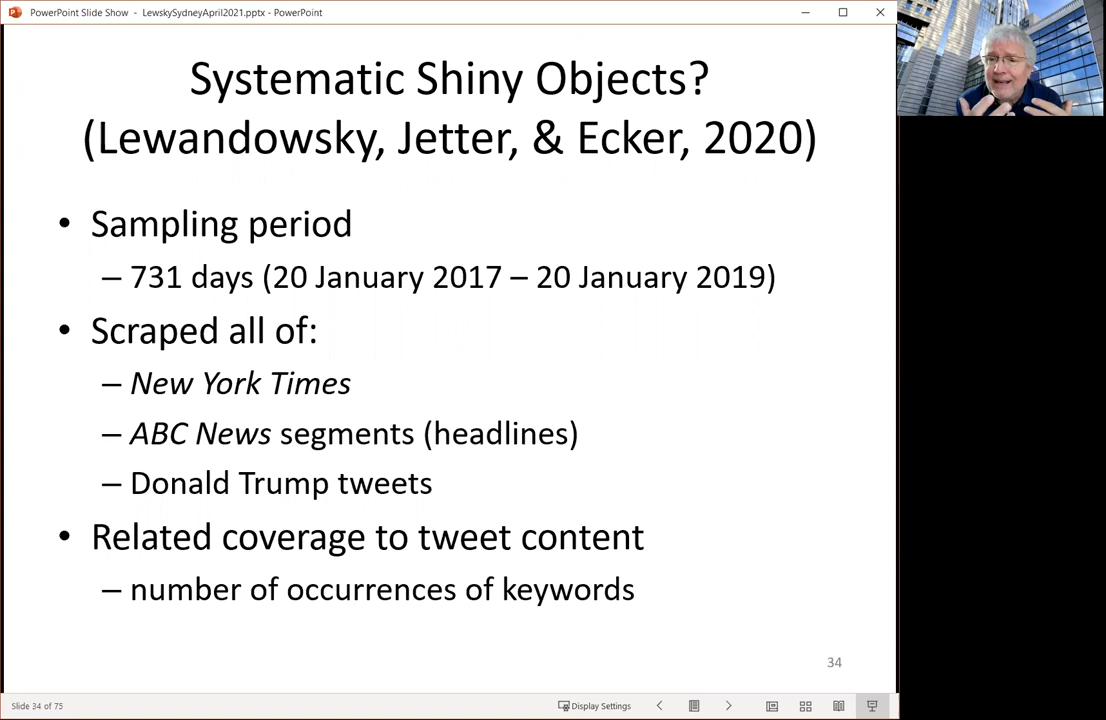 PowerPoint Slide Show - LewskySydneyApril2021.pptx - PowerPoint
Systematic Shiny Objects?
(Lewandowsky, Jetter, & Ecker, 2020)
• Sampling period
– 731 days (20 January 2017 – 20 January 2019)
• Scraped all of:
– New York Times
– ABC News segments (headlines)
– Donald Trump tweets
• Related coverage to tweet content
– number of occurrences of keywords
34
Slide 34 of 75
Display Settings